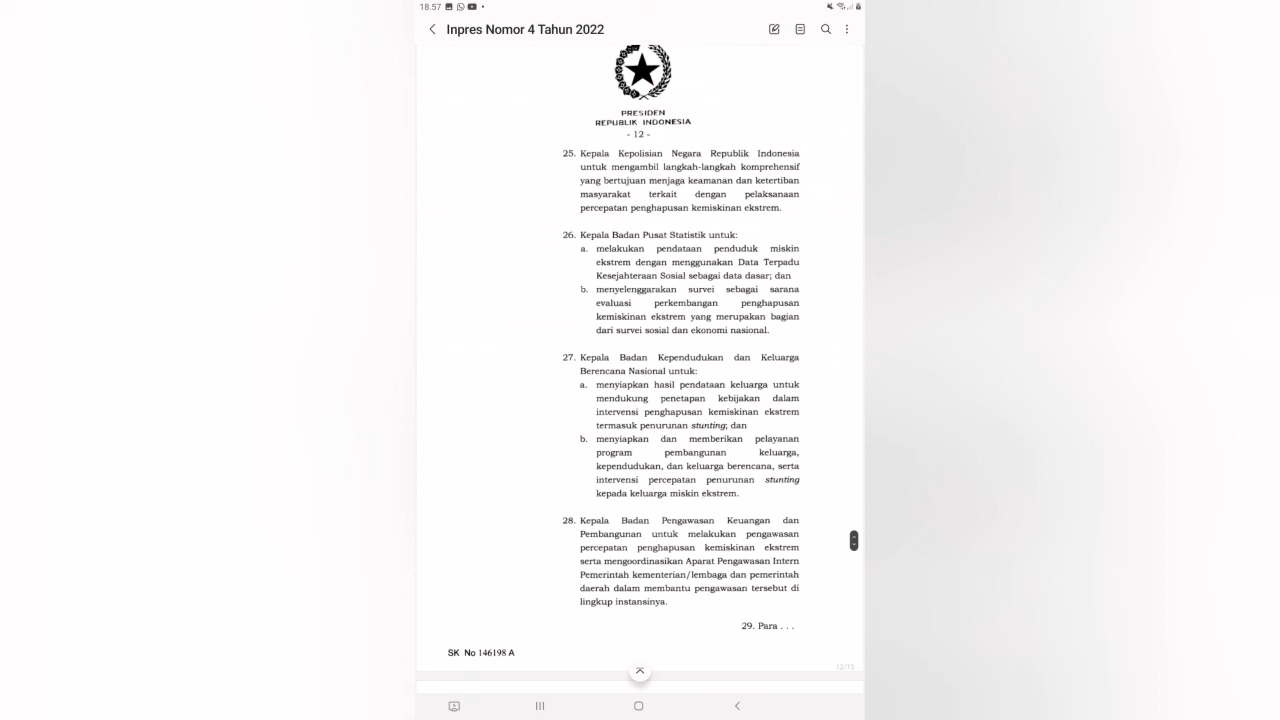 18.57
Inpres Nomor 4 Tahun 2022
PRESIDEN
REPUBLIK INDONESIA
- 12 -
25. Kepala Kepolisian Negara Republik Indonesia
untuk mengambil langkah-langkah komprehensif
yang bertujuan menjaga keamanan dan ketertiban
masyarakat terkait dengan pelaksanaan
percepatan penghapusan kemiskinan ekstrem.
26. Kepala Badan Pusat Statistik untuk:
a. melakukan pendataan penduduk miskin
ekstrem dengan menggunakan Data Terpadu
Kesejahteraan Sosial sebagai data dasar; dan
b. menyelenggarakan survei sebagai sarana
evaluasi perkembangan penghapusan
kemiskinan ekstrem yang merupakan bagian
dari survei sosial dan ekonomi nasional.
27. Kepala Badan Kependudukan dan Keluarga
Berencana Nasional untuk:
a. menyiapkan hasil pendataan keluarga untuk
mendukung penetapan kebijakan dalam
intervensi penghapusan kemiskinan ekstrem
termasuk penurunan stunting; dan
b. menyiapkan dan memberikan pelayanan
program pembangunan keluarga,
kependudukan, dan keluarga berencana, serta
intervensi percepatan penurunan stunting
kepada keluarga miskin ekstrem.
28. Kepala Badan Pengawasan Keuangan dan
Pembangunan untuk melakukan pengawasan
percepatan penghapusan kemiskinan ekstrem
serta mengoordinasikan Aparat Pengawasan Intern
Pemerintah kementerian/lembaga dan pemerintah
daerah dalam membantu pengawasan tersebut di
lingkup instansinya.
29. Para . . .
SK No 146198 A
12/15